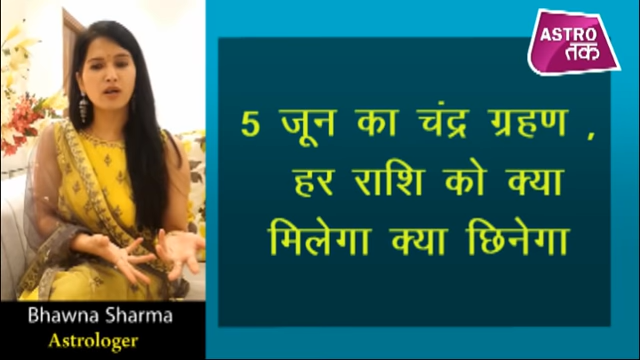 ASTRO
तक
5 जून का चंद्र ग्रहण ,
हर राशि को क्या
मिलेगा क्या छिनेगा
Bhawna Sharma
Astrologer